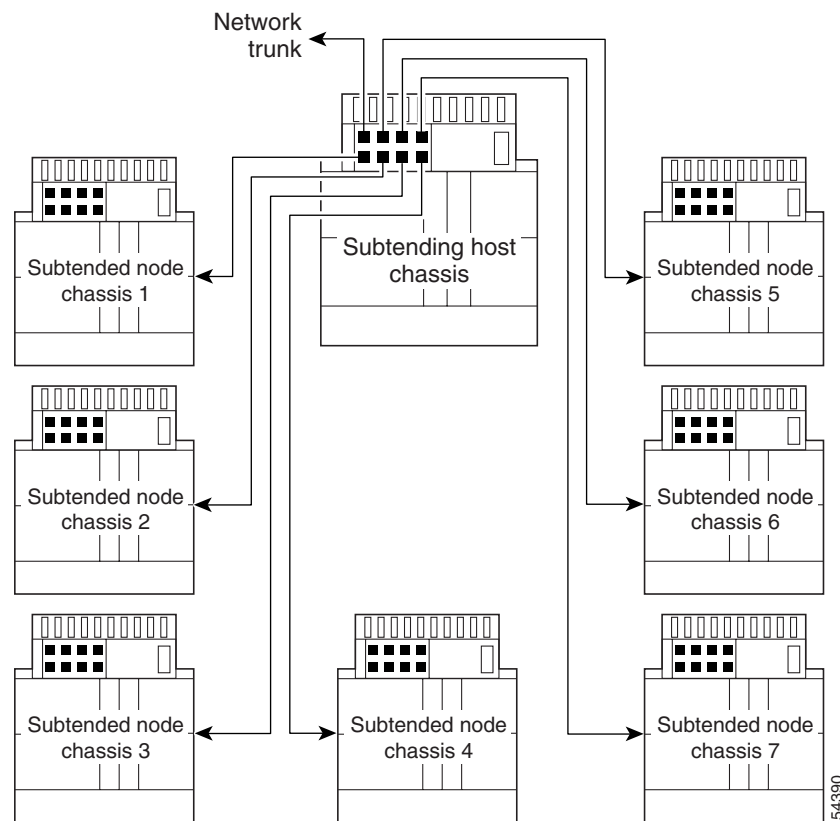 Network
trunk
Subtending host
chassis
Subtended node
chassis 1
Subtended node
chassis 5
Subtended node
chassis 2
Subtended node
chassis 6
Subtended node
chassis 3
Subtended node
chassis 4
Subtended node
chassis 7
54390